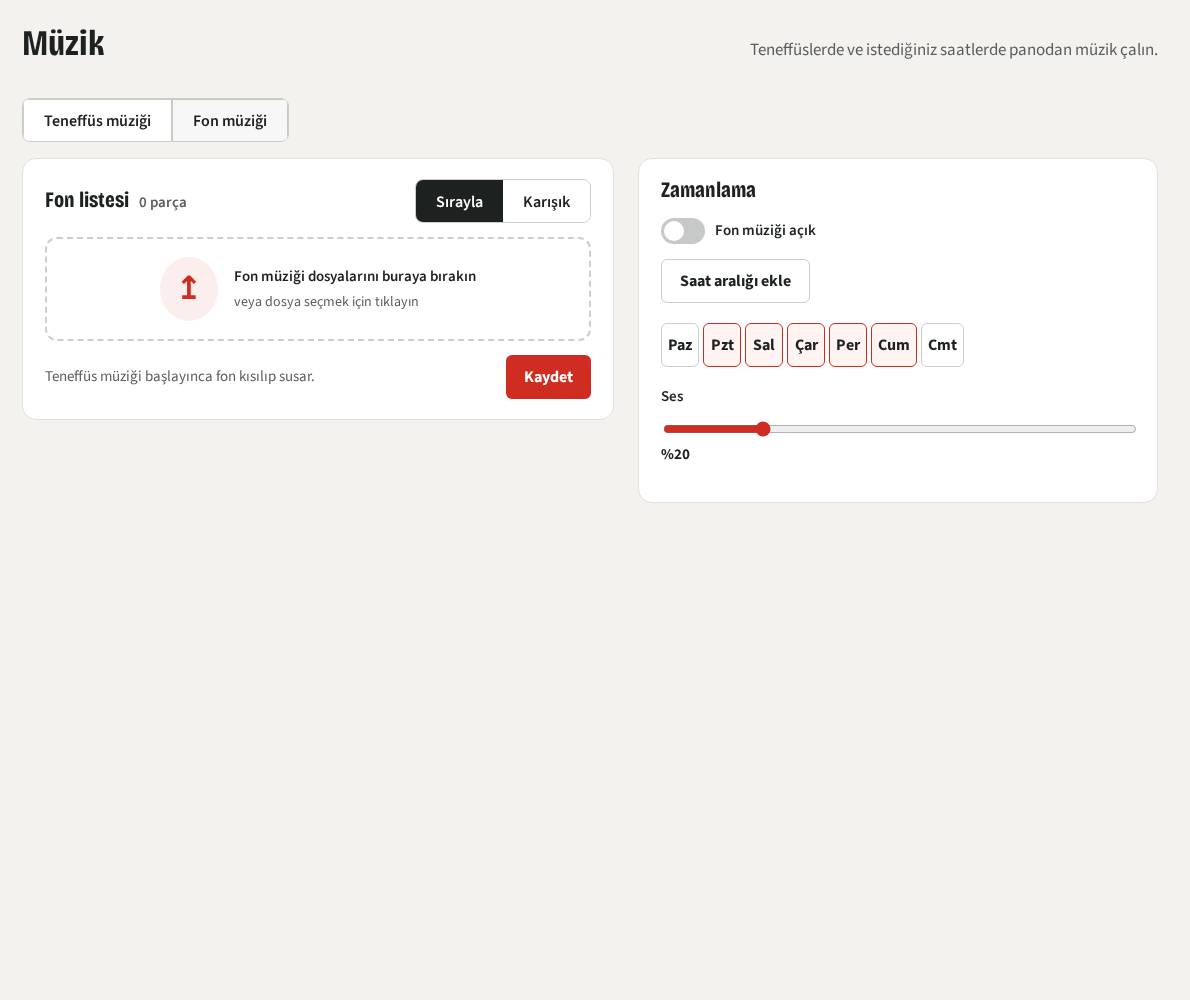 Müzik
Teneffüslerde ve istediğiniz saatlerde panodan müzik çalın.
Teneffüs müziği
Fon müziği
Fon listesi 0 parça
Sırayla
Karışık
Fon müziği dosyalarını buraya bırakın
veya dosya seçmek için tıklayın
Teneffüs müziği başlayınca fon kısılıp susar.
Kaydet
Zamanlama
Fon müziği açık
Saat aralığı ekle
Paz Pzt Sal Çar Per Cum Cmt
Ses
%20